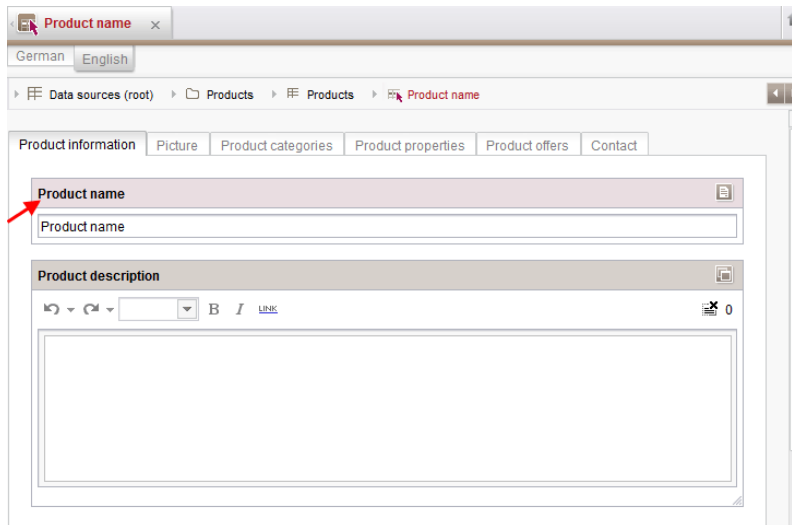 Product name
German English
Data sources (root) Products Products Product name
Product information Picture Product categories Product properties Product offers Contact
Product name
Product name
Product description
B I LINK 0